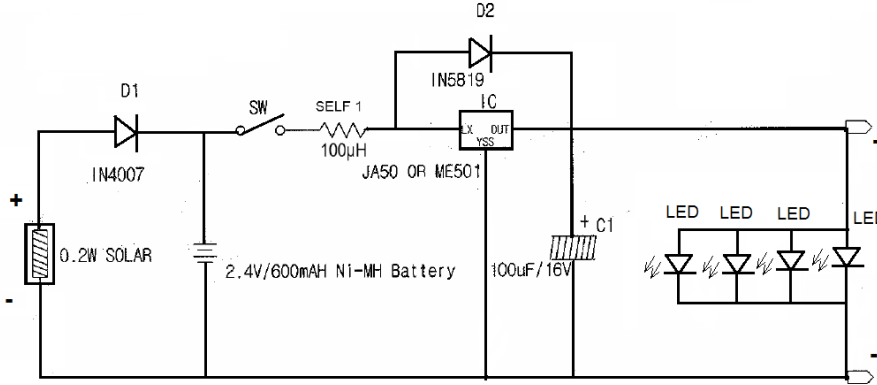 D2
IN5819
D1
SW
SELF 1
100µH
IC
LX OUT
YSS
JA50 OR ME501
IN4007
+
0.2W SOLAR
-
2.4V/600mAH Ni-MH Battery
+ C1
100uF/16V
LED LED LED LED
-
-